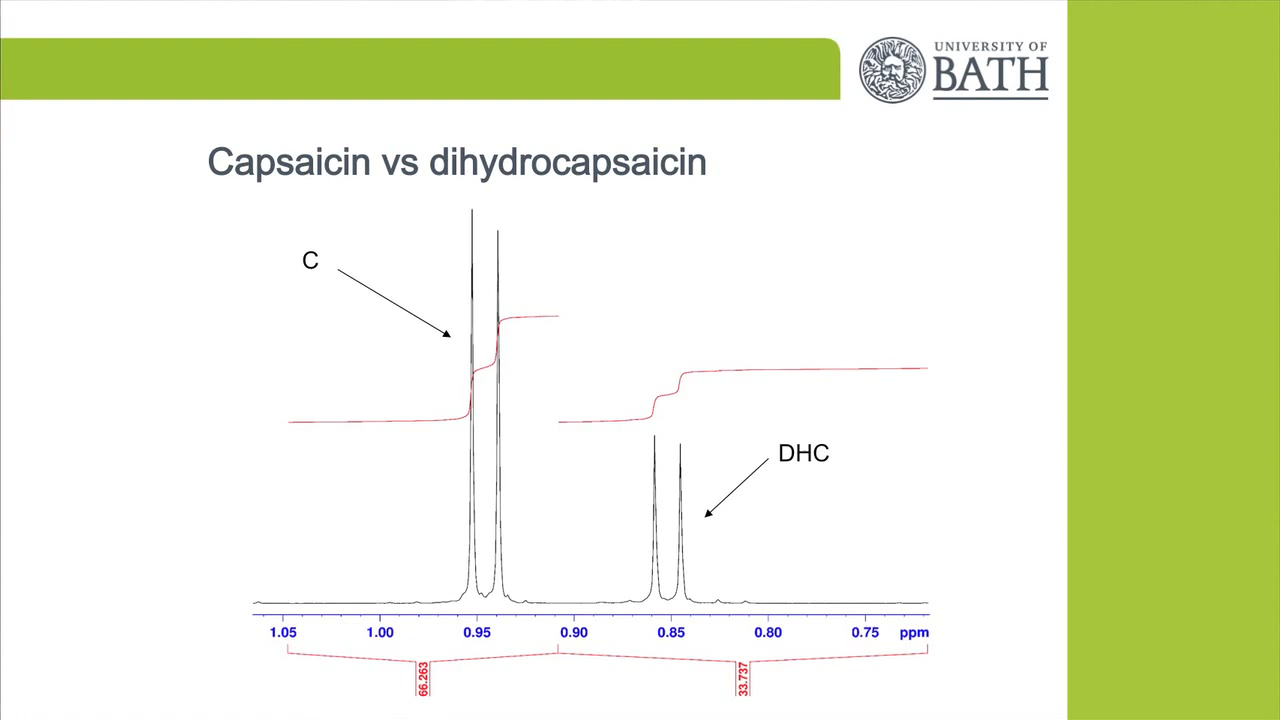 UNIVERSITY OF
BATH
Capsaicin vs dihydrocapsaicin
C
DHC
1.05 1.00 0.95 0.90 0.85 0.80 0.75 ppm
66.263 33.737